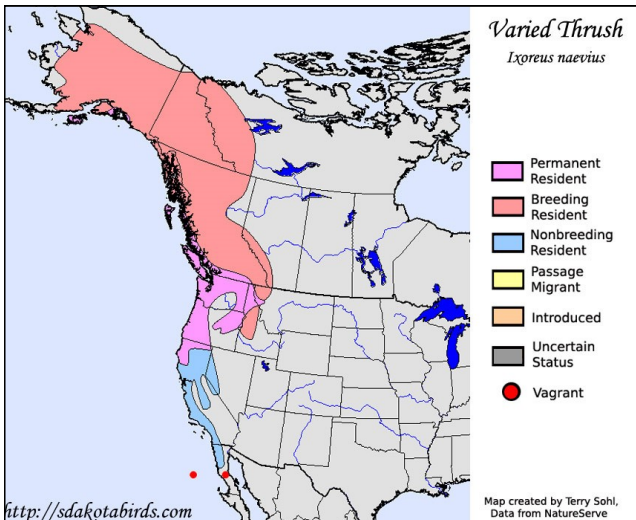 Varied Thrush
Ixoreus naevius
Permanent
Resident
Breeding
Resident
Nonbreeding
Resident
Passage
Migrant
Introduced
Uncertain
Status
Vagrant
http://sdakotabirds.com
Map created by Terry Sohl,
Data from NatureServe